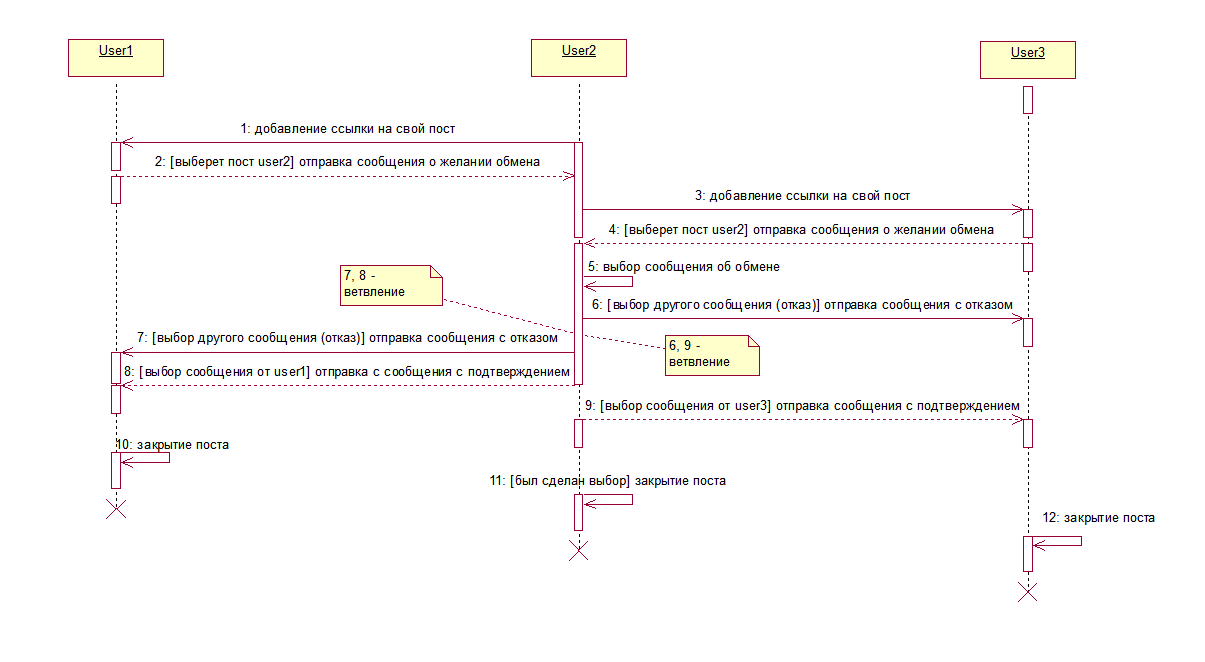 User1
User2
User3
1: добавление ссылки на свой пост
2: [выберет пост user2] отправка сообщения о желании обмена
3: добавление ссылки на свой пост
4: [выберет пост user2] отправка сообщения о желании обмена
5: выбор сообщения об обмене
7, 8 -
ветвление
6: [выбор другого сообщения (отказ)] отправка сообщения с отказом
7: [выбор другого сообщения (отказ)] отправка сообщения с отказом
6, 9 -
ветвление
8: [выбор сообщения от user1] отправка с сообщения с подтверждением
9: [выбор сообщения от user3] отправка сообщения с подтверждением
10: закрытие поста
11: [был сделан выбор] закрытие поста
12: закрытие поста